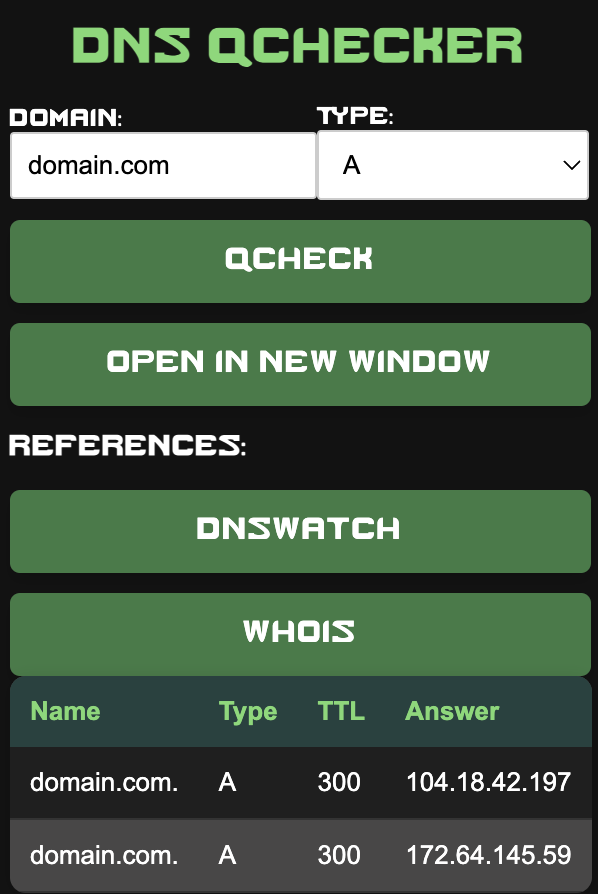 DNS QCHECKER
DOMAIN: TYPE:
domain.com A
QCHECK
OPEN IN NEW WINDOW
REFERENCES:
DNSWATCH
WHOIS
Name Type TTL Answer
domain.com. A 300 104.18.42.197
domain.com. A 300 172.64.145.59